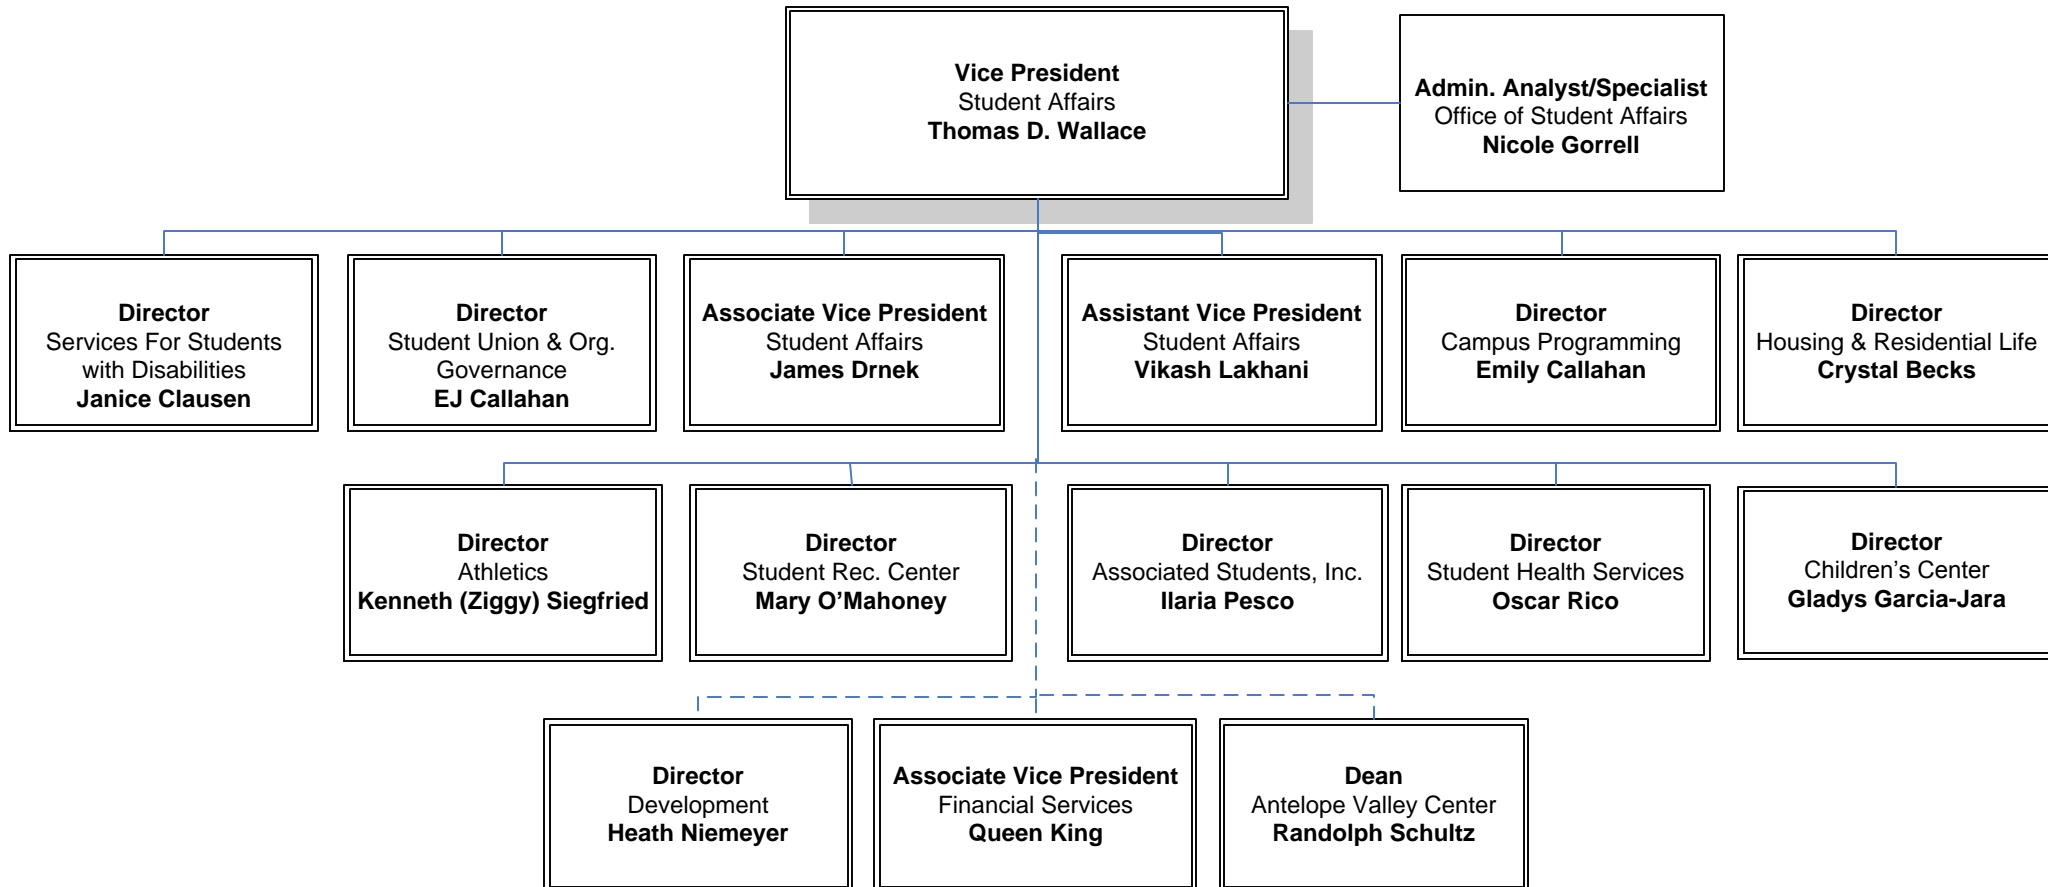 Vice President
Student Affairs
Thomas D. Wallace
Admin. Analyst/Specialist
Office of Student Affairs
Nicole Gorrell
Director
Services For Students
with Disabilities
Janice Clausen
Director
Student Union & Org.
Governance
EJ Callahan
Associate Vice President
Student Affairs
James Drnek
Assistant Vice President
Student Affairs
Vikash Lakhani
Director
Campus Programming
Emily Callahan
Director
Housing & Residential Life
Crystal Becks
Director
Athletics
Kenneth (Ziggy) Siegfried
Director
Student Rec. Center
Mary O’Mahoney
Director
Associated Students, Inc.
Ilaria Pesco
Director
Student Health Services
Oscar Rico
Director
Children’s Center
Gladys Garcia-Jara
Director
Development
Heath Niemeyer
Associate Vice President
Financial Services
Queen King
Dean
Antelope Valley Center
Randolph Schultz